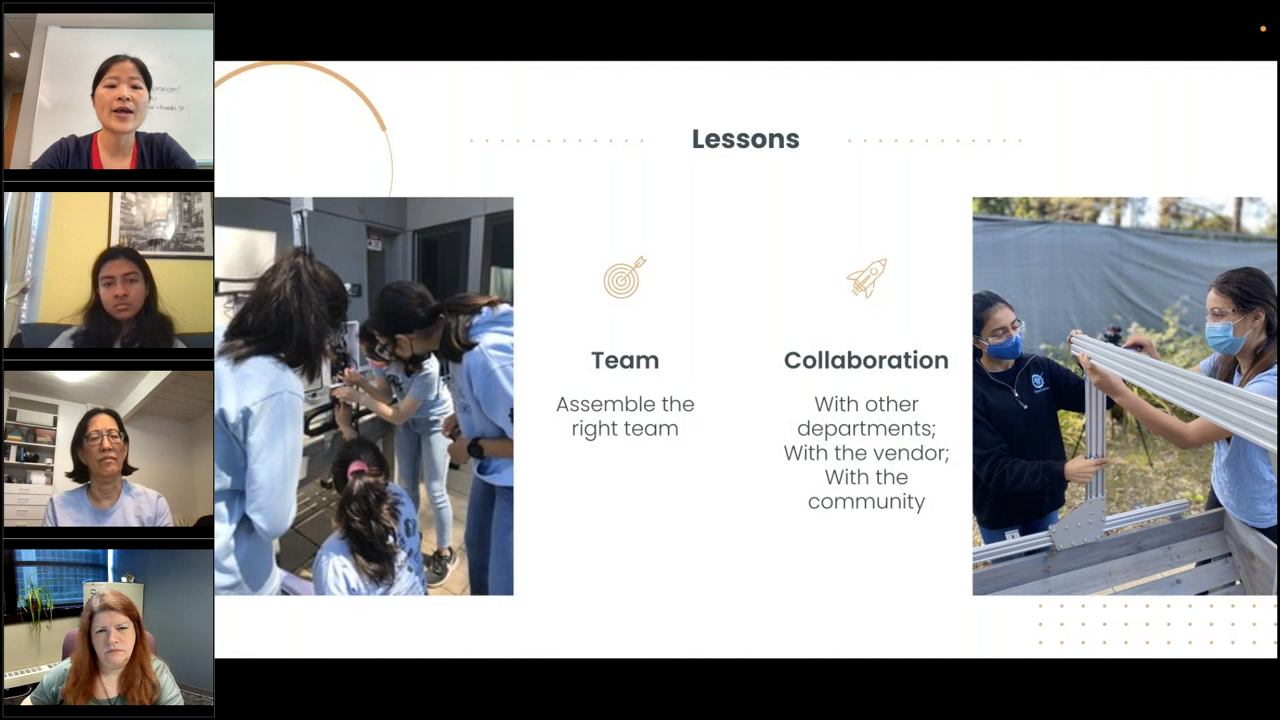 Lessons
Team
Assemble the
right team
Collaboration
With other
departments;
With the vendor;
With the
community